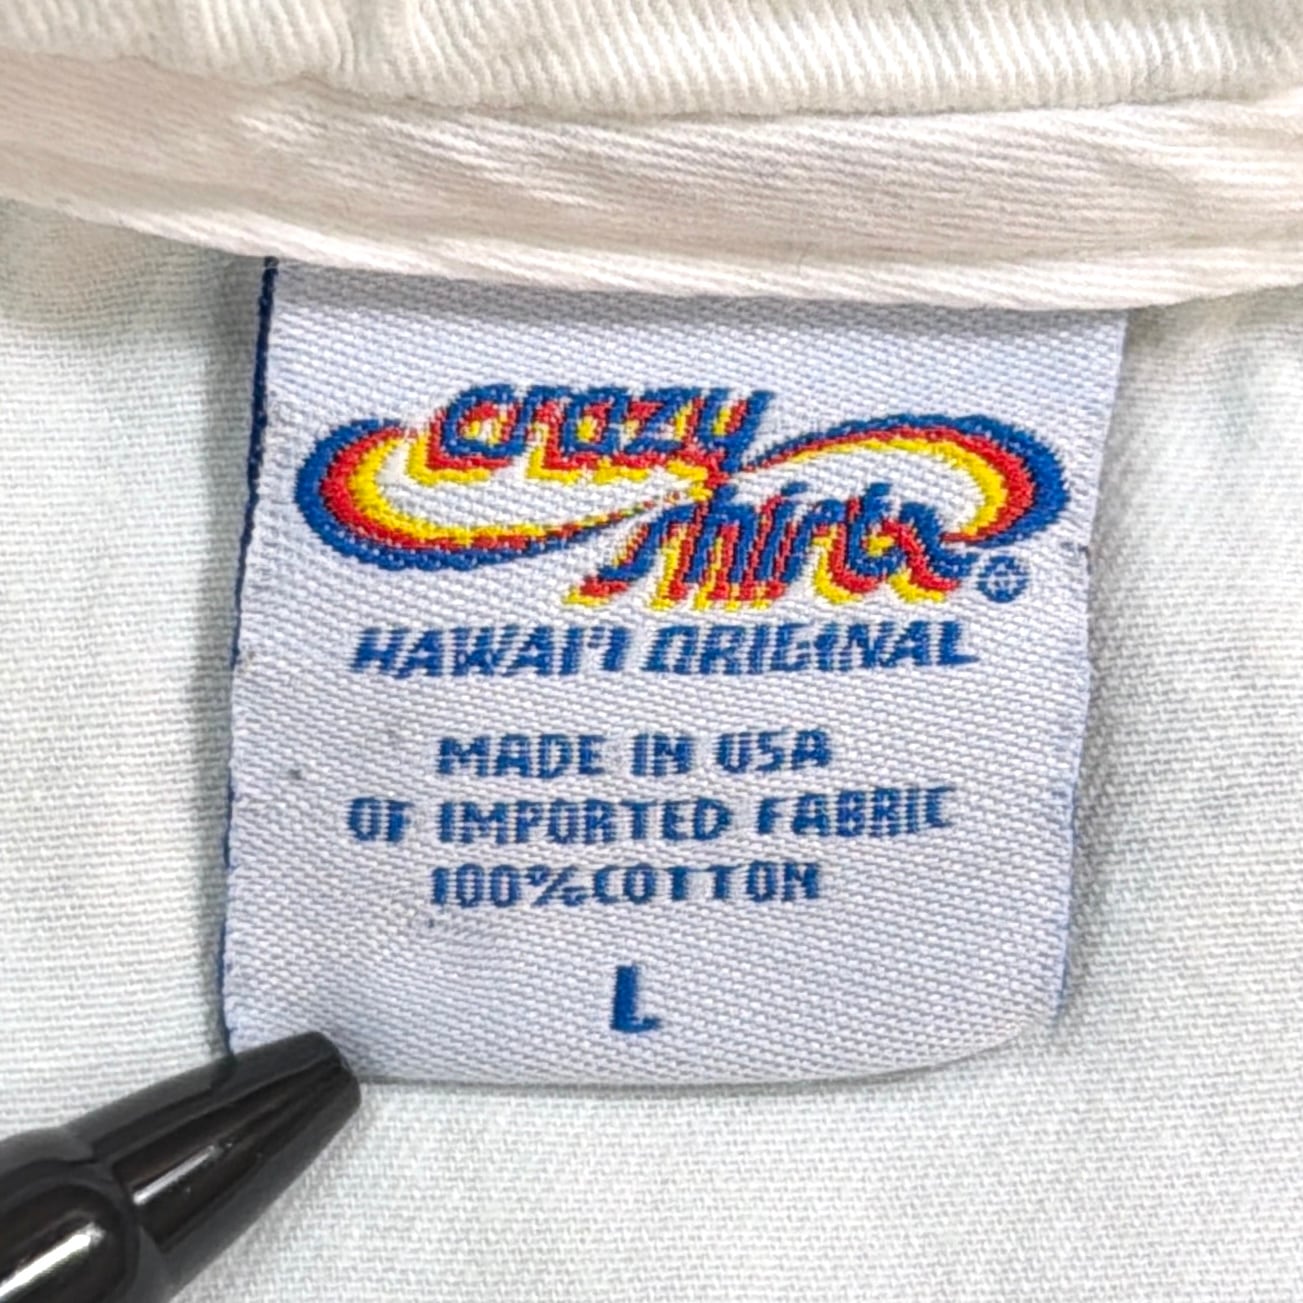 crazy
shirts®
HAWAI'I ORIGINAL
MADE IN USA
OF IMPORTED FABRIC
100%COTTON
L